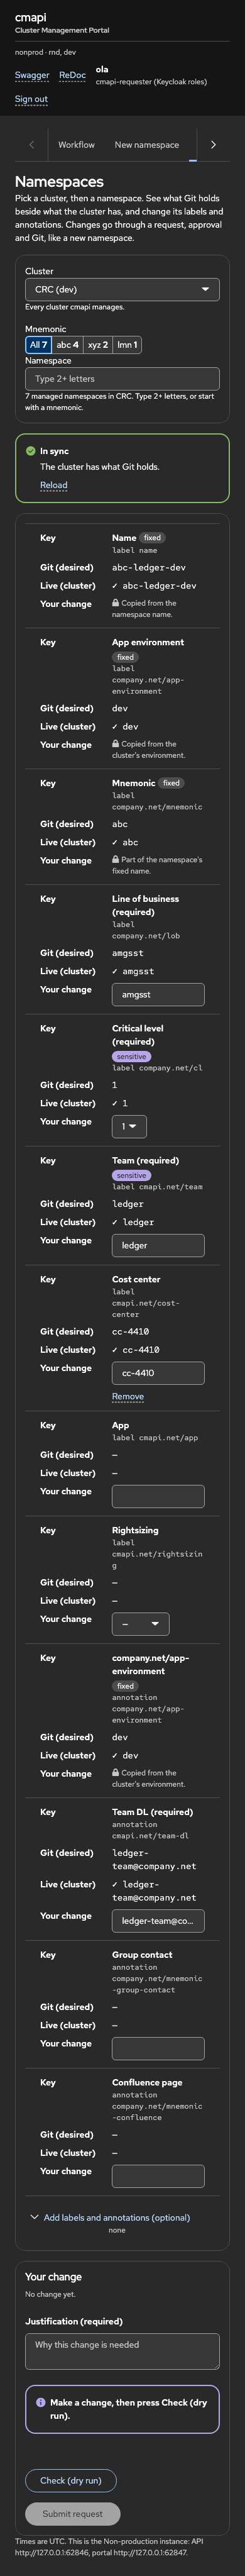 cmapi
Cluster Management Portal
nonprod · rnd, dev
Swagger ReDoc ola
cmapi-requester (Keycloak roles)
Sign out
Workflow New namespace
Namespaces
Pick a cluster, then a namespace. See what Git holds
beside what the cluster has, and change its labels and
annotations. Changes go through a request, approval
and Git, like a new namespace.
Cluster
CRC (dev)
Every cluster cmapi manages.
Mnemonic
All 7 abc 4 xyz 2 lmn 1
Namespace
Type 2+ letters
7 managed namespaces in CRC. Type 2+ letters, or start
with a mnemonic.
In sync
The cluster has what Git holds.
Reload
Key Name fixed
label name
Git (desired) abc-ledger-dev
Live (cluster) ✓ abc-ledger-dev
Your change Copied from the
namespace name.
Key App environment
fixed
label
company.net/app-
environment
Git (desired) dev
Live (cluster) ✓ dev
Your change Copied from the
cluster's environment.
Key Mnemonic fixed
label
company.net/mnemonic
Git (desired) abc
Live (cluster) ✓ abc
Your change Part of the namespace's
fixed name.
Key Line of business
(required)
label
company.net/lob
Git (desired) amgsst
Live (cluster) ✓ amgsst
Your change amgsst
Key Critical level
(required)
sensitive
label company.net/cl
Git (desired) 1
Live (cluster) ✓ 1
Your change 1
Key Team (required)
sensitive
label cmapi.net/team
Git (desired) ledger
Live (cluster) ✓ ledger
Your change ledger
Key Cost center
label
cmapi.net/cost-
center
Git (desired) cc-4410
Live (cluster) ✓ cc-4410
Your change cc-4410
Remove
Key App
label cmapi.net/app
Git (desired) —
Live (cluster) —
Your change
Key Rightsizing
label
cmapi.net/rightsizin
g
Git (desired) —
Live (cluster) —
Your change —
Key company.net/app-
environment
fixed
annotation
company.net/app-
environment
Git (desired) dev
Live (cluster) ✓ dev
Your change Copied from the
cluster's environment.
Key Team DL (required)
annotation
cmapi.net/team-dl
Git (desired) ledger-
team@company.net
Live (cluster) ✓ ledger-
team@company.net
Your change ledger-team@co...
Key Group contact
annotation
company.net/mnemonic
-group-contact
Git (desired) —
Live (cluster) —
Your change
Key Confluence page
annotation
company.net/mnemonic
-confluence
Git (desired) —
Live (cluster) —
Your change
Add labels and annotations (optional)
none
Your change
No change yet.
Justification (required)
Why this change is needed
Make a change, then press Check (dry
run).
Check (dry run)
Submit request
Times are UTC. This is the Non-production instance: API
http://127.0.0.1:62846, portal http://127.0.0.1:62847.